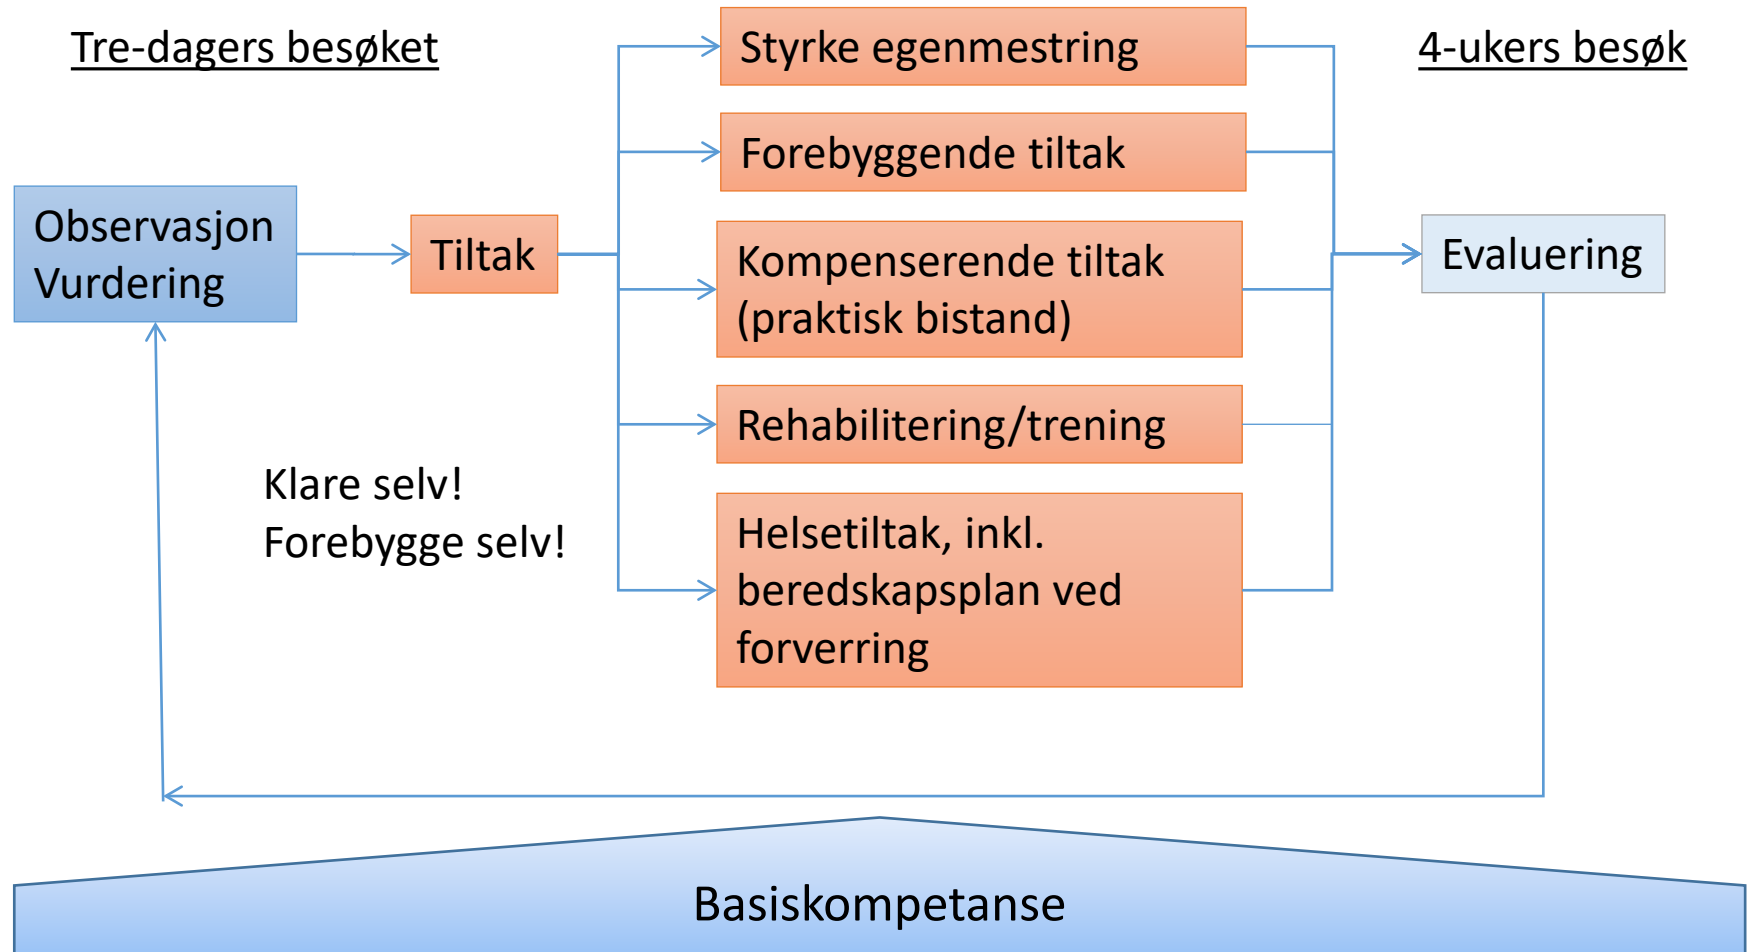 Tre-dagers besøket
4-ukers besøk
Observasjon
Vurdering
Tiltak
Styrke egenmestring
Forebyggende tiltak
Kompenserende tiltak
(praktisk bistand)
Rehabilitering/trening
Helsetiltak, inkl.
beredskapsplan ved
forverring
Evaluering
Klare selv!
Forebygge selv!
Basiskompetanse